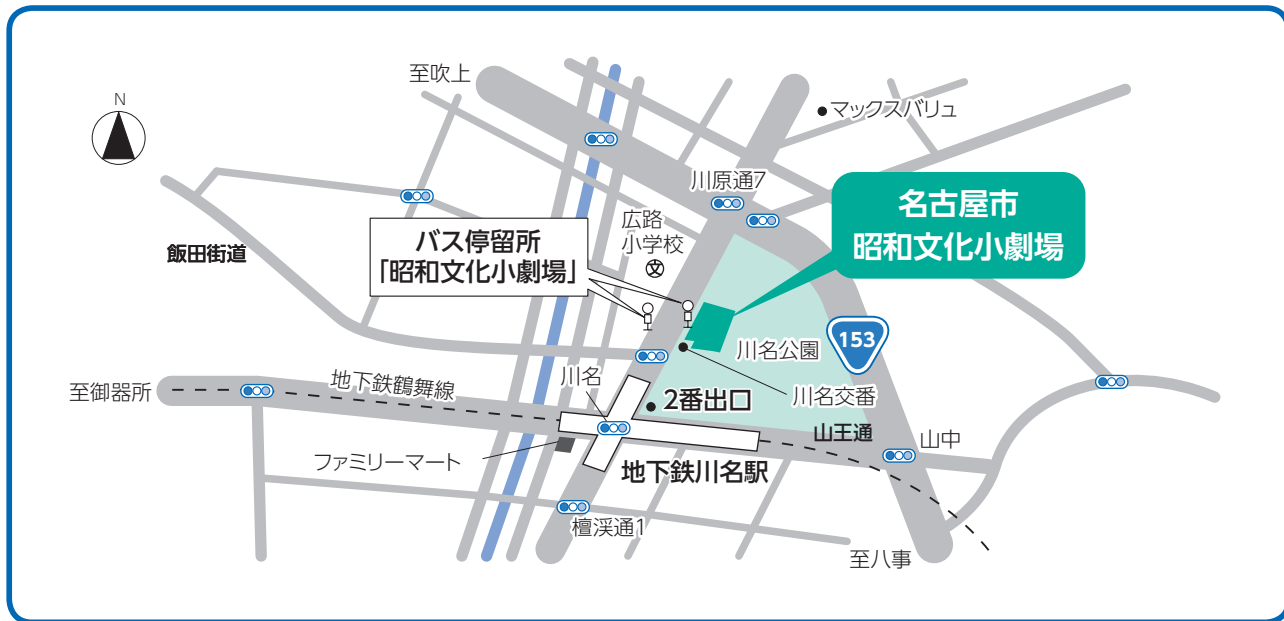 至吹上
N
マックスバリュ
川原通7
名古屋市
昭和文化小劇場
広路
小学校
文
バス停留所
「昭和文化小劇場」
飯田街道
153
川名公園
至御器所
地下鉄鶴舞線
川名
2番出口
川名交番
山王通
山中
ファミリーマート
地下鉄川名駅
檀渓通1
至八事